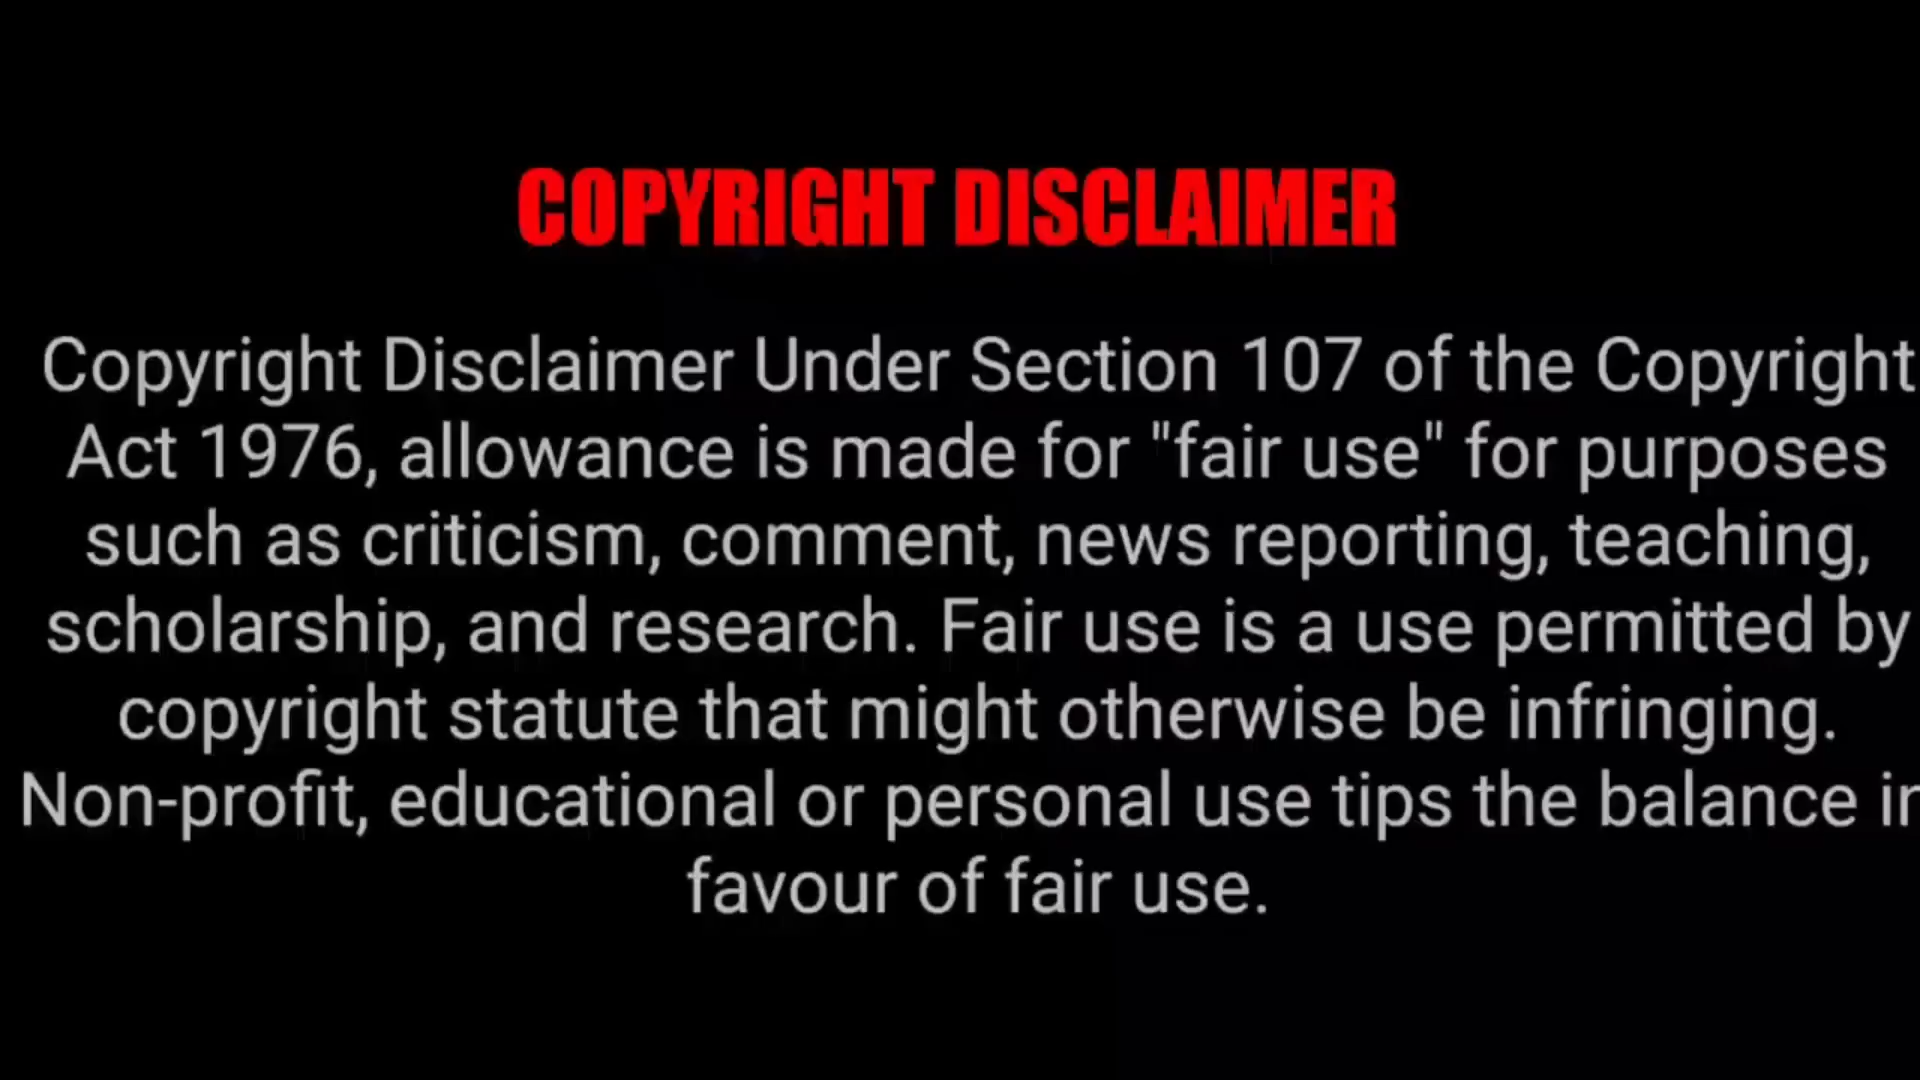 COPYRIGHT DISCLAIMER
Copyright Disclaimer Under Section 107 of the Copyright
Act 1976, allowance is made for "fair use" for purposes
such as criticism, comment, news reporting, teaching,
scholarship, and research. Fair use is a use permitted by
copyright statute that might otherwise be infringing.
Non-profit, educational or personal use tips the balance in
favour of fair use.